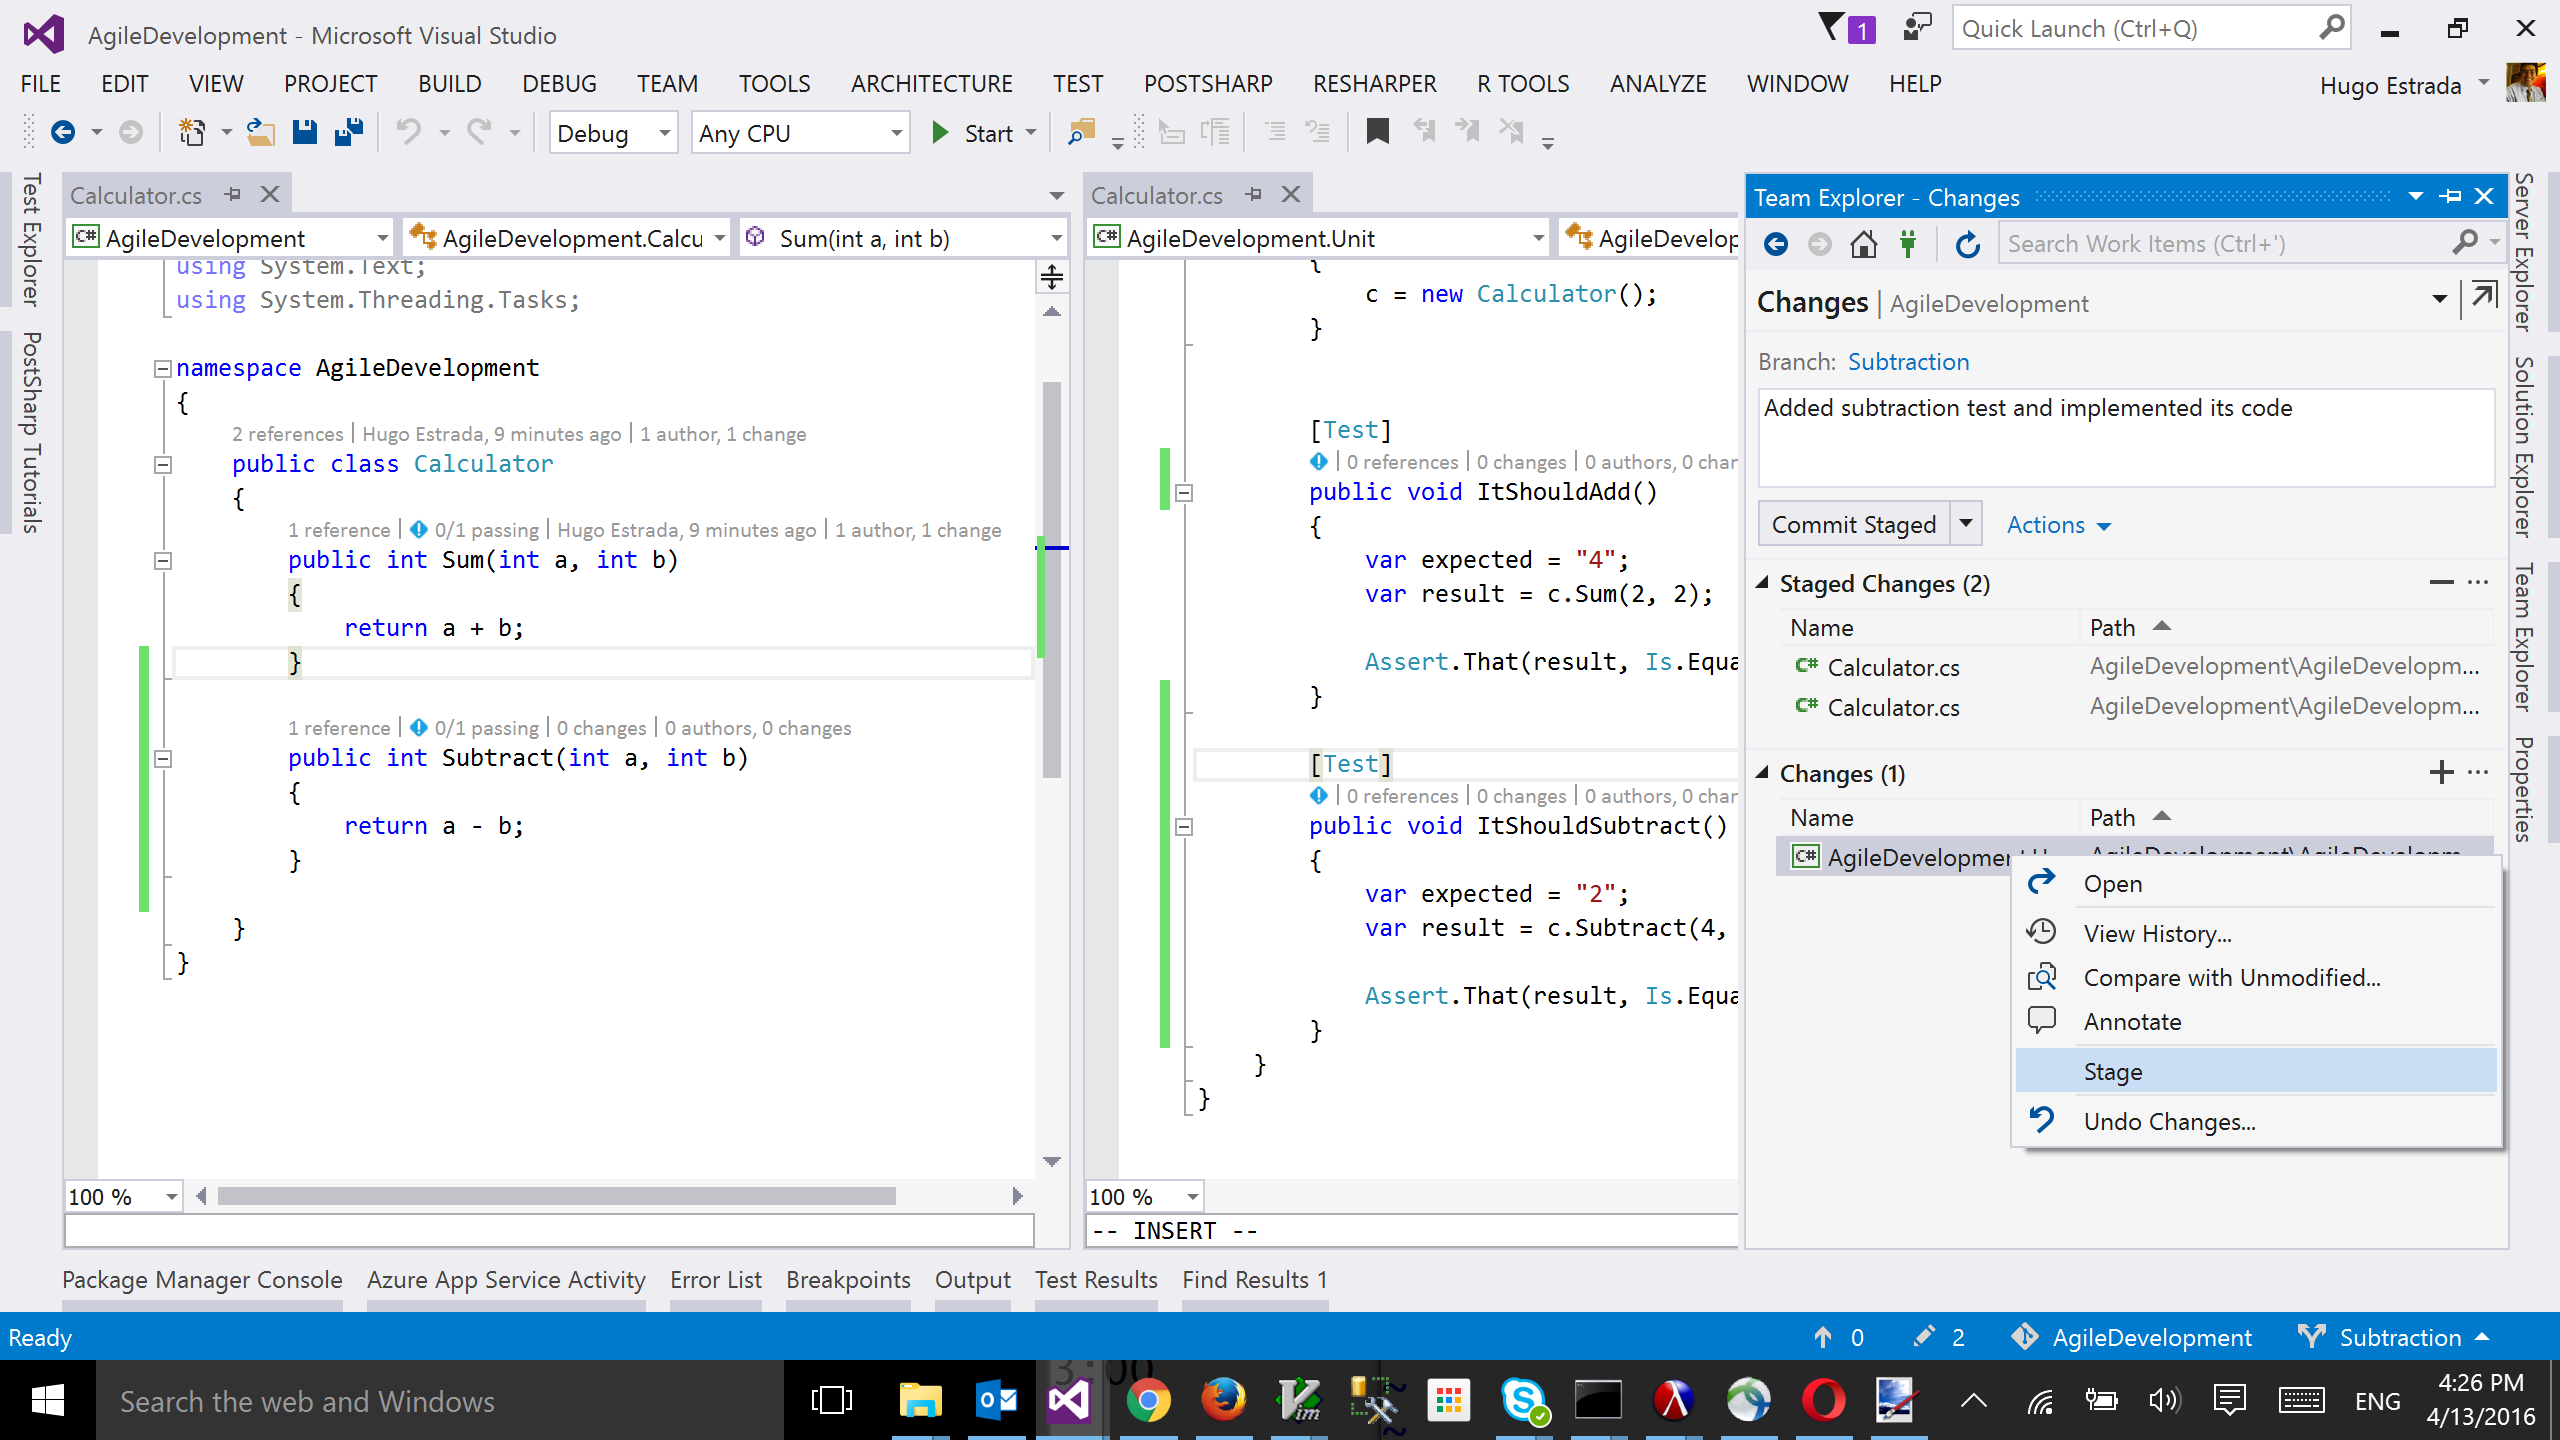 AgileDevelopment - Microsoft Visual Studio
1
Quick Launch (Ctrl+Q)
FILE EDIT VIEW PROJECT BUILD DEBUG TEAM TOOLS ARCHITECTURE TEST POSTSHARP RESHARPER R TOOLS ANALYZE WINDOW HELP
Hugo Estrada
Debug Any CPU Start
Test Explorer
PostSharp Tutorials
Calculator.cs
AgileDevelopment AgileDevelopment.Calcu Sum(int a, int b)
using System.Text;
using System.Threading.Tasks;
namespace AgileDevelopment
{
2 references | Hugo Estrada, 9 minutes ago | 1 author, 1 change
public class Calculator
{
1 reference | 0/1 passing | Hugo Estrada, 9 minutes ago | 1 author, 1 change
public int Sum(int a, int b)
{
return a + b;
}
1 reference | 0/1 passing | 0 changes | 0 authors, 0 changes
public int Subtract(int a, int b)
{
return a - b;
}
}
}
100 %
Calculator.cs
AgileDevelopment.Unit AgileDevelop
{
c = new Calculator();
}
[Test]
| 0 references | 0 changes | 0 authors, 0 char
public void ItShouldAdd()
{
var expected = "4";
var result = c.Sum(2, 2);
Assert.That(result, Is.Equa
}
[Test]
| 0 references | 0 changes | 0 authors, 0 char
public void ItShouldSubtract()
{
var expected = "2";
var result = c.Subtract(4,
Assert.That(result, Is.Equa
}
}
}
100 %
-- INSERT --
Team Explorer - Changes
Search Work Items (Ctrl+')
Changes | AgileDevelopment
Branch: Subtraction
Added subtraction test and implemented its code
Commit Staged Actions
Staged Changes (2)
Name Path
Calculator.cs AgileDevelopment\AgileDevelopm...
Calculator.cs AgileDevelopment\AgileDevelopm...
Changes (1)
Name Path
AgileDevelopment
Open
View History...
Compare with Unmodified...
Annotate
Stage
Undo Changes...
Server Explorer
Solution Explorer
Team Explorer
Properties
Package Manager Console Azure App Service Activity Error List Breakpoints Output Test Results Find Results 1
Ready
0 2 AgileDevelopment Subtraction
Search the web and Windows
3:00
ENG
4:26 PM
4/13/2016